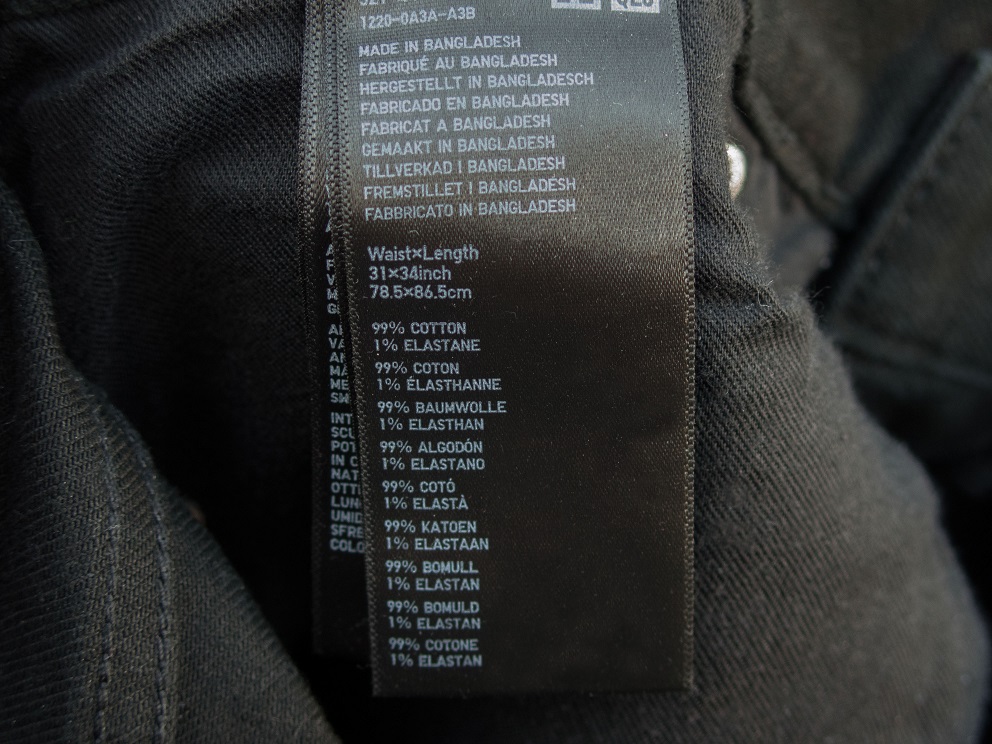 1220-0A3A-A3B
MADE IN BANGLADESH
FABRIQUÉ AU BANGLADESH
HERGESTELLT IN BANGLADESCH
FABRICADO EN BANGLADESH
FABRICAT A BANGLADESH
GEMAAKT IN BANGLADESH
TILLVERKAD I BANGLADESH
FREMSTILLET I BANGLADESH
FABBRICATO IN BANGLADESH
Waist×Length
31×34inch
78.5×86.5cm
99% COTTON
1% ELASTANE
99% COTON
1% ÉLASTHANNE
99% BAUMWOLLE
1% ELASTHAN
99% ALGODÓN
1% ELASTANO
99% COTÓ
1% ELASTÀ
99% KATOEN
1% ELASTAAN
99% BOMULL
1% ELASTAN
99% BOMULD
1% ELASTAN
99% COTONE
1% ELASTAN